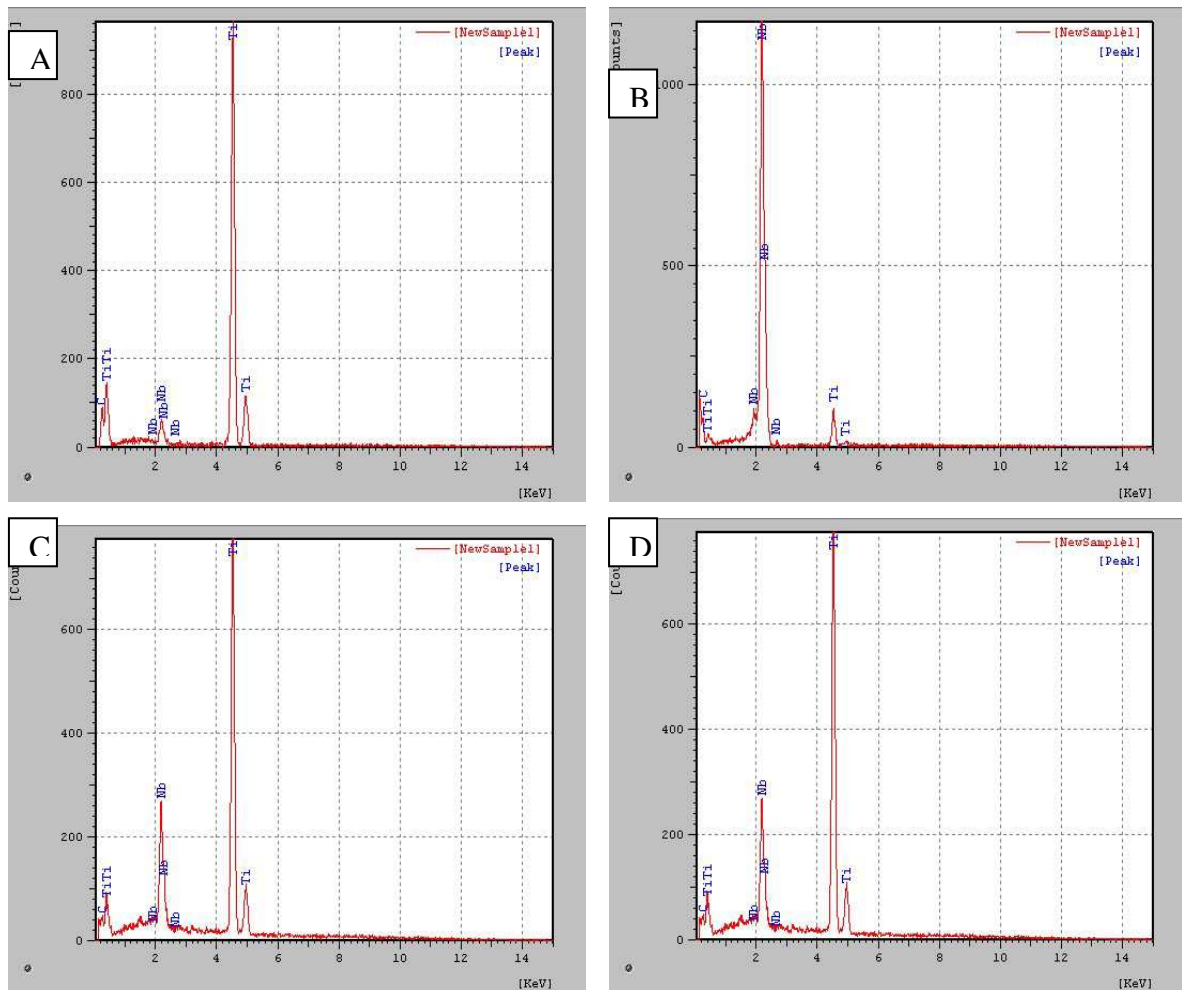 A
[NewSample1]
[Peak]
Ti
800
600
400
200
0
TiTi
C
Nb
Nb
Nb
Nb
Ti
2
4
6
8
10
12
14
[KeV]
B
[NewSample1]
[Peak]
Nb
1000
500
0
Nb
C
TiTi
Nb
Nb
Ti
Ti
2
4
6
8
10
12
14
[KeV]
C
[NewSample1]
[Peak]
Ti
600
400
200
0
Nb
Nb
TiTi
C
Nb
Nb
Ti
2
4
6
8
10
12
14
[KeV]
D
[NewSample1]
[Peak]
Ti
600
400
200
0
Nb
Nb
TiTi
C
Nb
Nb
Ti
2
4
6
8
10
12
14
[KeV]